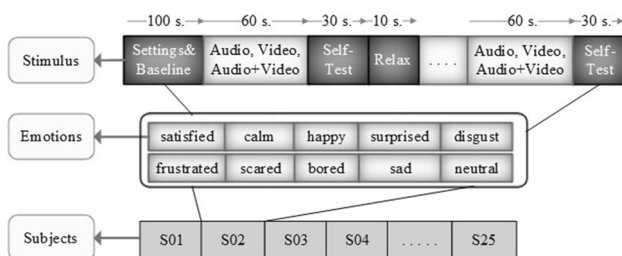 100 s. 60 s. 30 s. 10 s. 60 s. 30 s.
Stimulus
Settings&
Baseline
Audio, Video,
Audio+Video
Self-
Test
Relax
. . . .
Audio, Video,
Audio+Video
Self-
Test
Emotions
satisfied calm happy surprised disgust
frustrated scared bored sad neutral
Subjects
S01 S02 S03 S04 . . . . . S25